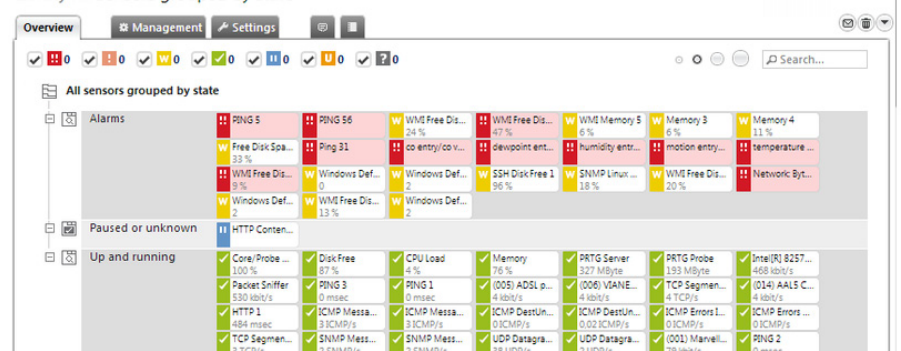 Overview Management Settings
!! 0 ! 0 W 0 0 II 0 U 0 ? 0 Search...
All sensors grouped by state
Alarms
PING 5 PING 56 WMI Free Dis... WMI Free Dis... WMI Memory 5 Memory 3 Memory 4
24 % 47 % 6 % 6 % 11 %
Free Disk Spa... Ping 31 co entry/co v... dewpoint ent... humidity entr... motion entry... temperature ...
33 %
WMI Free Dis... Windows Def... Windows Def... SSH Disk Free 1 SNMP Linux ... WMI Free Dis... Network: Byt...
9 % 0 2 96 % 18 % 20 %
Windows Def... WMI Free Dis... Windows Def...
2 13 % 2
Paused or unknown HTTP Conten...
Up and running
Core/Probe ... Disk Free CPU Load Memory PRTG Server PRTG Probe Intel[R] 8257...
100 % 87 % 4 % 76 % 327 MByte 193 MByte 468 kbit/s
Packet Sniffer PING 3 PING 1 (005) ADSL p... (006) VIANE... TCP Segmen... (014) AAL5 C...
530 kbit/s 0 msec 0 msec 4 kbit/s 4 kbit/s 4 TCP/s 4 kbit/s
HTTP 1 ICMP Messa... ICMP Messa... ICMP DestUn... ICMP DestUn... ICMP Errors I... ICMP Errors ...
484 msec 3 ICMP/s 3 ICMP/s 0 ICMP/s 0,02 ICMP/s 0 ICMP/s 0 ICMP/s
TCP Segmen... SNMP Mess... SNMP Mess... UDP Datagra... UDP Datagra... (001) Marvell... PING 2